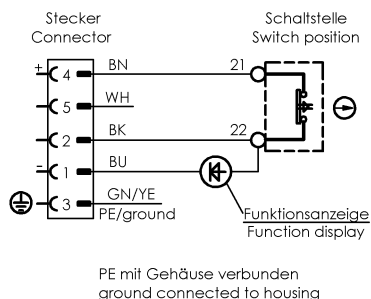 Stecker
Connector
Schaltstelle
Switch position
+ 4 BN 21
5 WH
2 BK 22
- 1 BU
3 GN/YE
PE/ground
Funktionsanzeige
Function display
PE mit Gehäuse verbunden
ground connected to housing